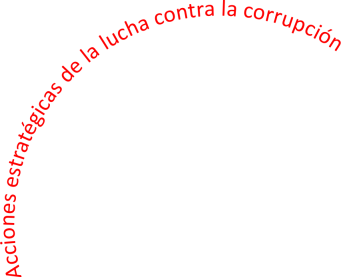 Acciones estratégicas de la lucha contra la corrupción